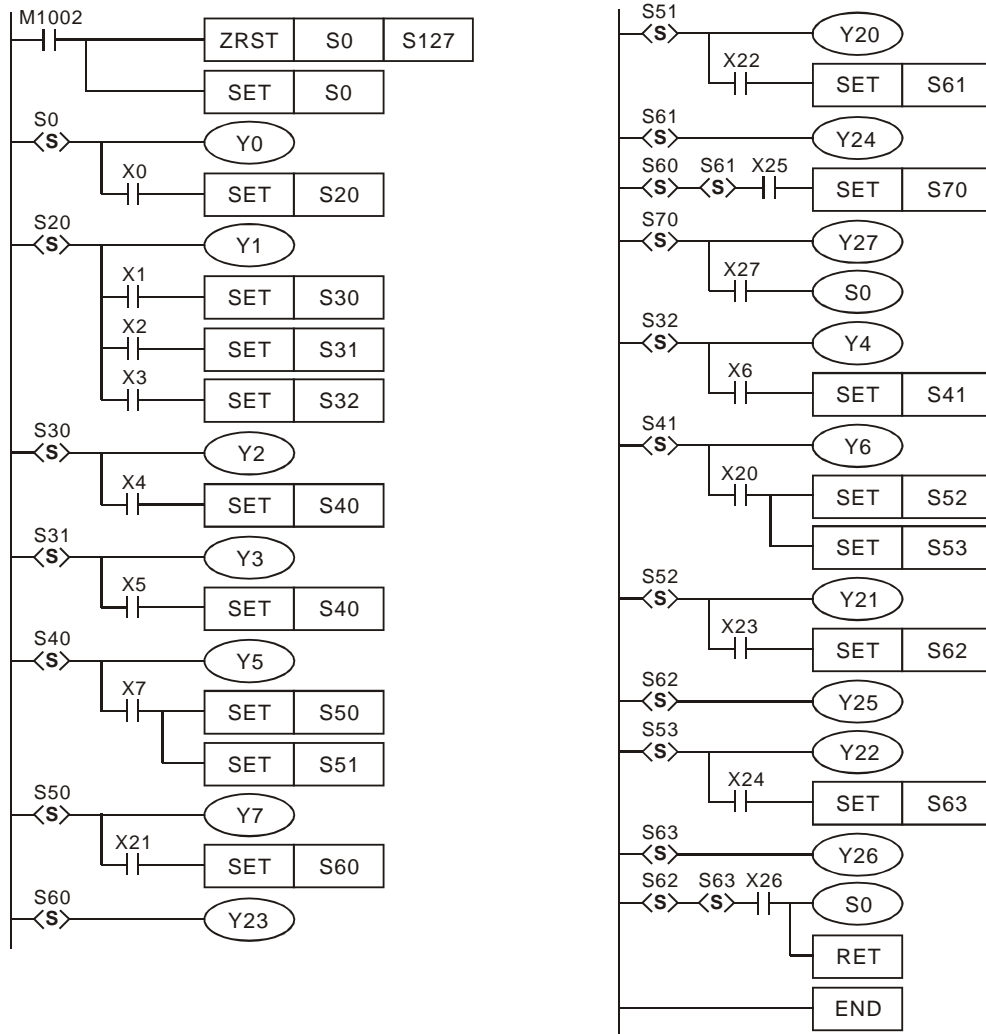 M1002
ZRST S0 S127
SET S0
S0
S Y0
X0
SET S20
S20
S Y1
X1
SET S30
X2
SET S31
X3
SET S32
S30
S Y2
X4
SET S40
S31
S Y3
X5
SET S40
S40
S Y5
X7
SET S50
SET S51
S50
S Y7
X21
SET S60
S60
S Y23
S51
S Y20
X22
SET S61
S61
S Y24
S60 S61 X25
S S SET S70
S70
S Y27
X27
S0
S32
S Y4
X6
SET S41
S41
S Y6
X20
SET S52
SET S53
S52
S Y21
X23
SET S62
S62
S Y25
S53
S Y22
X24
SET S63
S63
S Y26
S62 S63 X26
S S S0
RET
END